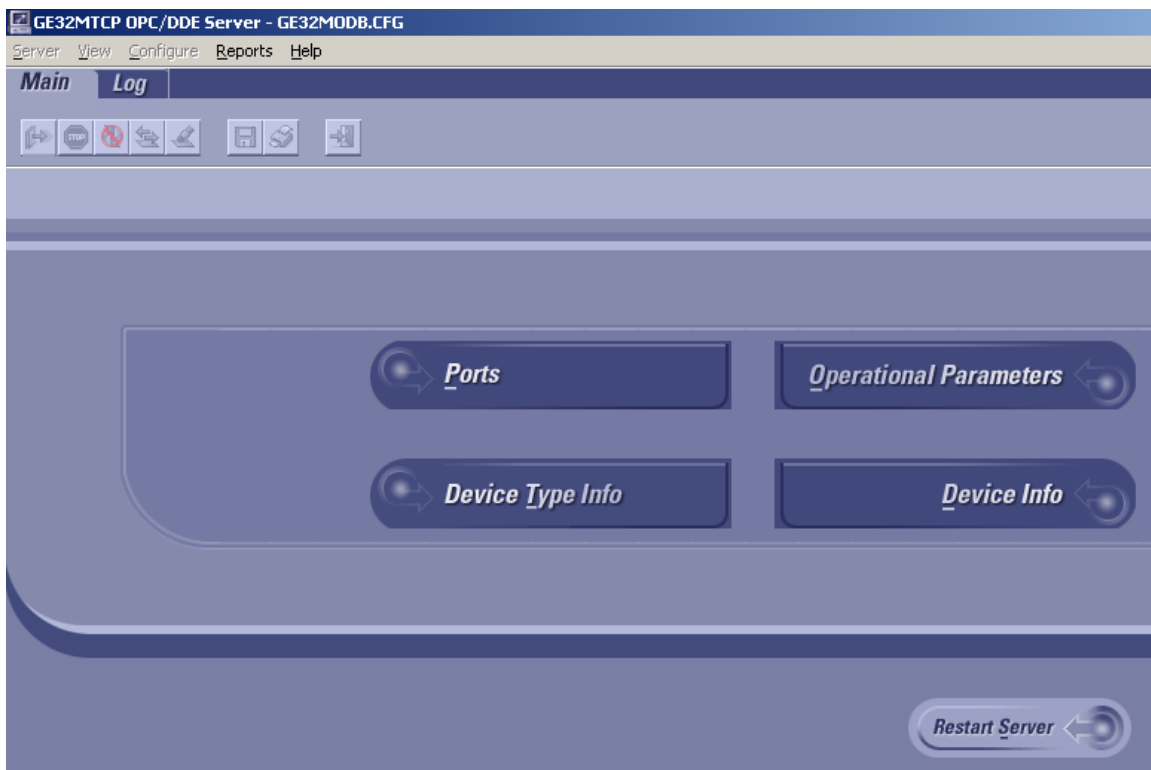 GE32MTCP OPC/DDE Server - GE32MODB.CFG
Server View Configure Reports Help
Main Log
STOP
Ports Operational Parameters
Device Type Info Device Info
Restart Server